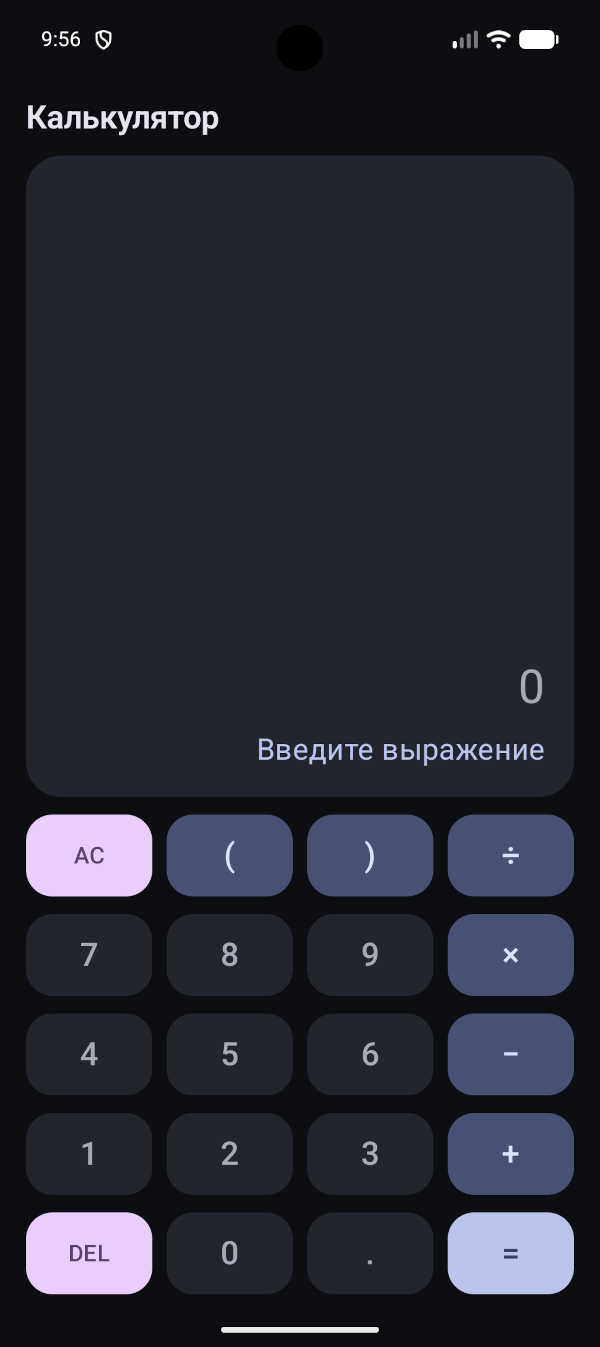 9:56
Калькулятор
0
Введите выражение
AC ( ) ÷
7 8 9 ×
4 5 6 −
1 2 3 +
DEL 0 . =